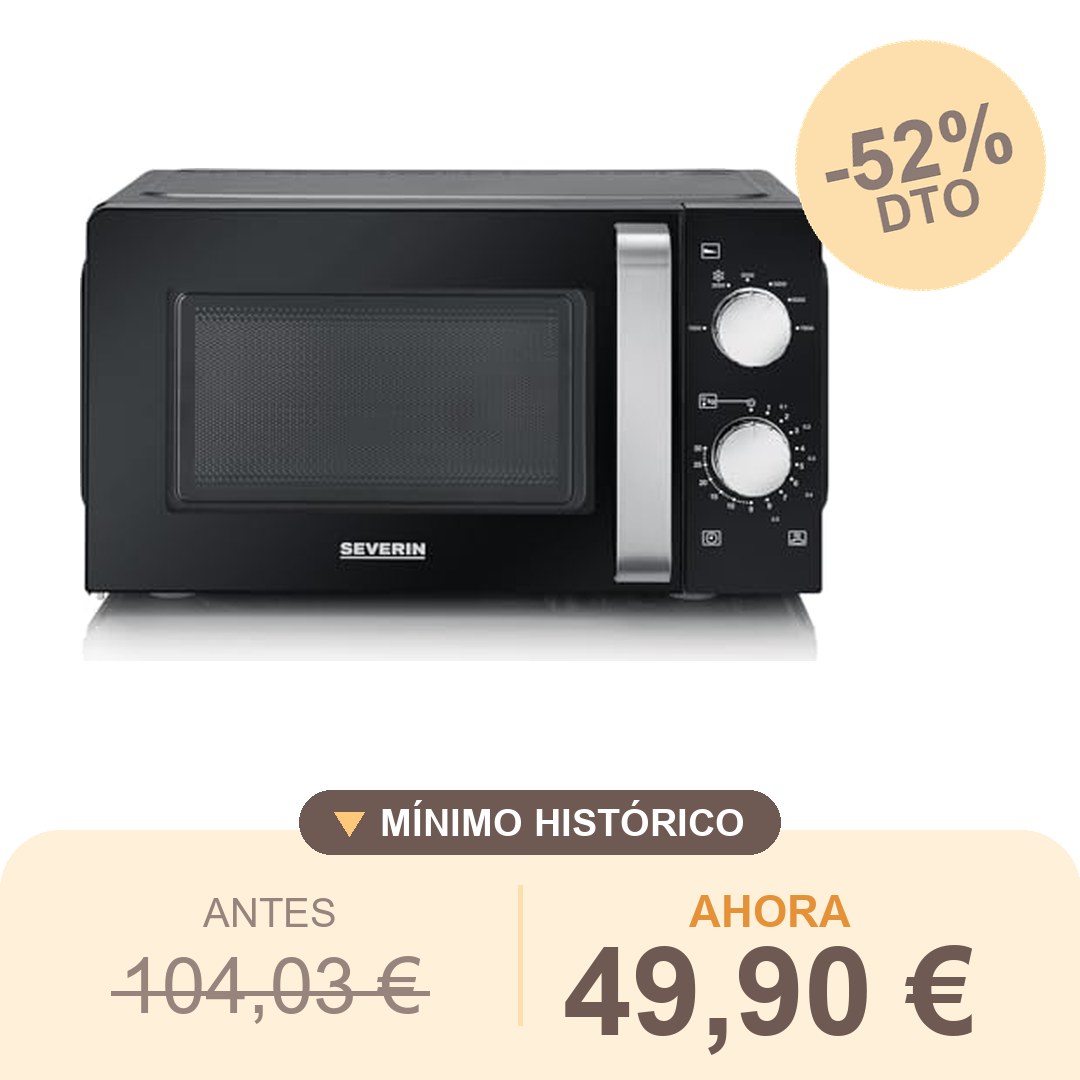 -52%
DTO
SEVERIN
MÍNIMO HISTÓRICO
ANTES
104,03 €
AHORA
49,90 €